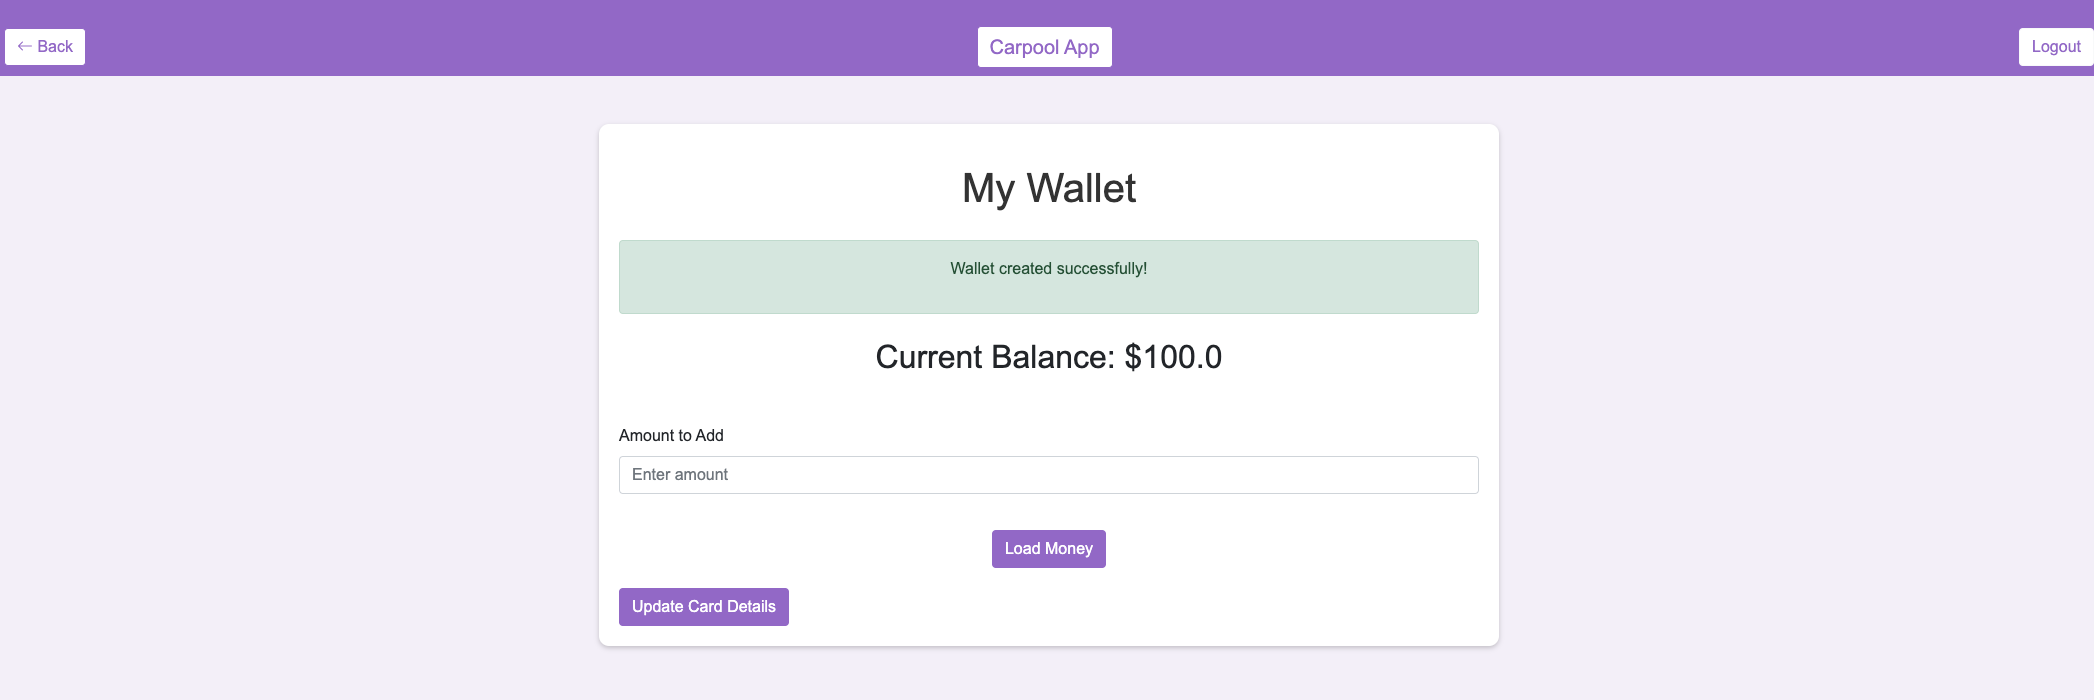 ← Back
Carpool App
Logout
My Wallet
Wallet created successfully!
Current Balance: $100.0
Amount to Add
Enter amount
Load Money
Update Card Details